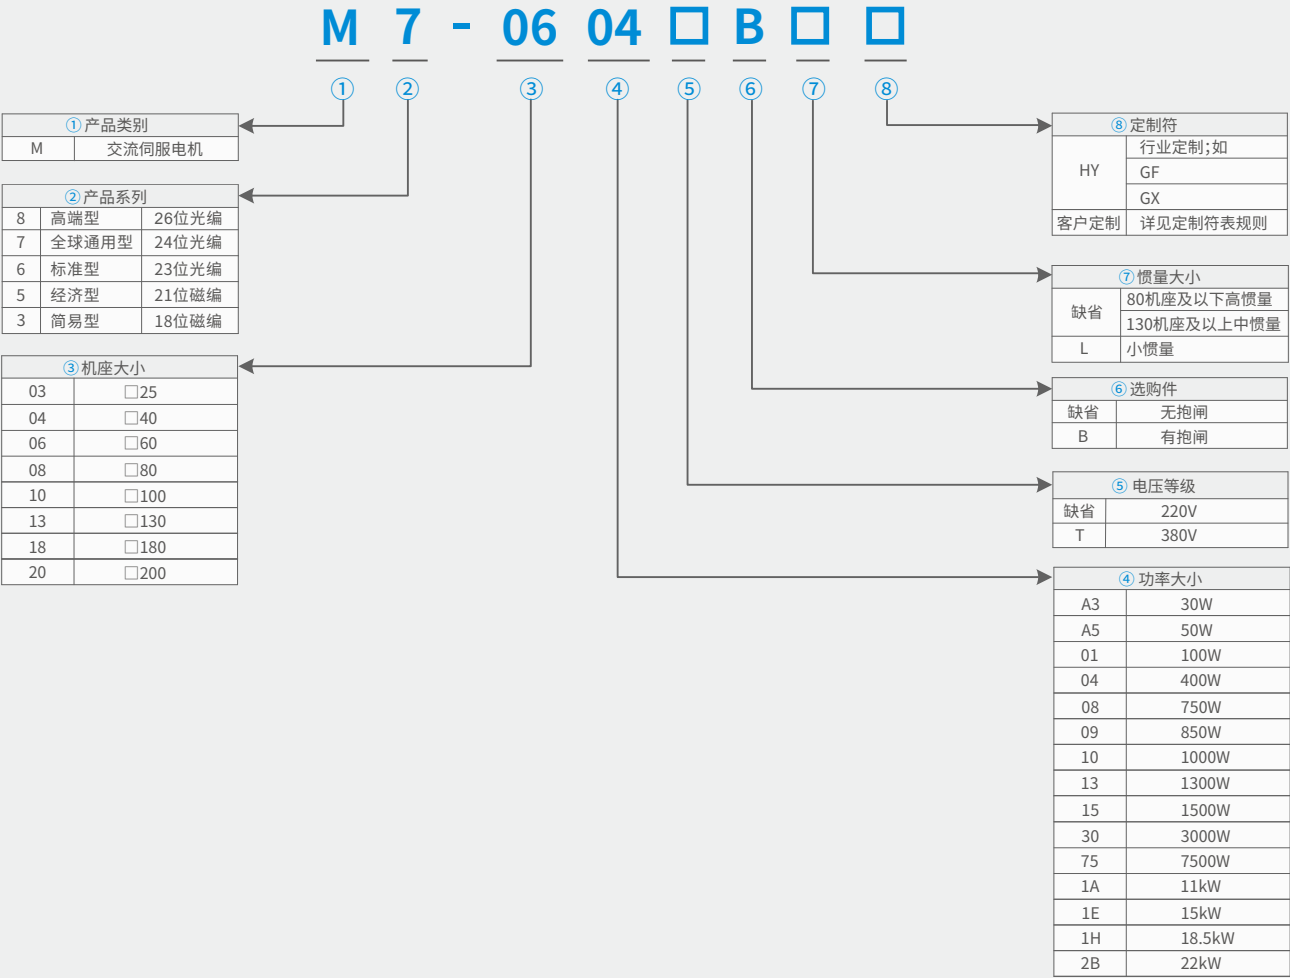 M 7 - 06 04 □ B □ □
① ② ③ ④ ⑤ ⑥ ⑦ ⑧
①产品类别
M 交流伺服电机
②产品系列
8 高端型 26位光编
7 全球通用型 24位光编
6 标准型 23位光编
5 经济型 21位磁编
3 简易型 18位磁编
③机座大小
03 □25
04 □40
06 □60
08 □80
10 □100
13 □130
18 □180
20 □200
⑧定制符
HY 行业定制;如
GF
GX
客户定制 详见定制符表规则
⑦惯量大小
缺省 80机座及以下高惯量
130机座及以上中惯量
L 小惯量
⑥选购件
缺省 无抱闸
B 有抱闸
⑤电压等级
缺省 220V
T 380V
④功率大小
A3 30W
A5 50W
01 100W
04 400W
08 750W
09 850W
10 1000W
13 1300W
15 1500W
30 3000W
75 7500W
1A 11kW
1E 15kW
1H 18.5kW
2B 22kW